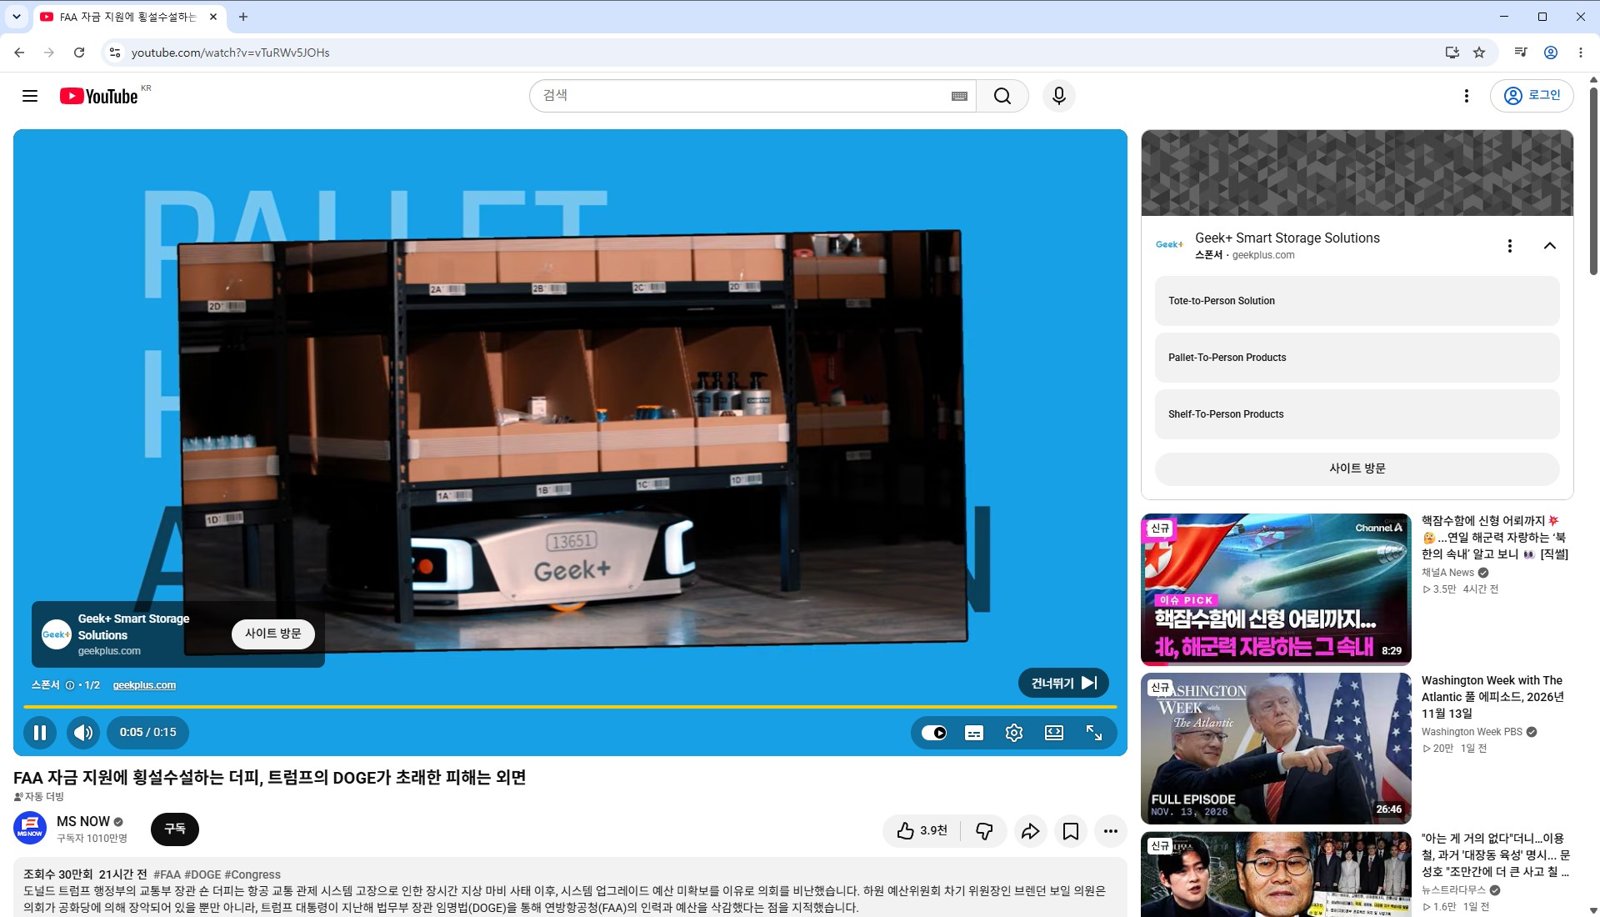 FAA 자금 지원에 횡설수설하는
youtube.com/watch?v=vTuRWv5JOHs
YouTube KR
검색
로그인
PALLET
H
A N
2D
2A
2B
2C
2D
1D
1A
1B
1C
1D
13651
Geek+
Geek+
Geek+ Smart Storage
Solutions
geekplus.com
사이트 방문
스폰서 • 1/2 geekplus.com
건너뛰기
0:05 / 0:15
FAA 자금 지원에 횡설수설하는 더피, 트럼프의 DOGE가 초래한 피해는 외면
자동 더빙
MS NOW
MS NOW
구독자 1010만명
구독
3.9천
조회수 30만회 21시간 전 #FAA #DOGE #Congress
도널드 트럼프 행정부의 교통부 장관 숀 더피는 항공 교통 관제 시스템 고장으로 인한 장시간 지상 마비 사태 이후, 시스템 업그레이드 예산 미확보를 이유로 의회를 비난했습니다. 하원 예산위원회 차기 위원장인 브렌던 보일 의원은
의회가 공화당에 의해 장악되어 있을 뿐만 아니라, 트럼프 대통령이 지난해 법무부 장관 임명법(DOGE)을 통해 연방항공청(FAA)의 인력과 예산을 삭감했다는 점을 지적했습니다.
Geek+
Geek+ Smart Storage Solutions
스폰서 · geekplus.com
Tote-to-Person Solution
Pallet-To-Person Products
Shelf-To-Person Products
사이트 방문
신규
Channel A
이슈 PICK
핵잠수함에 신형 어뢰까지...
北, 해군력 자랑하는 그 속내
8:29
핵잠수함에 신형 어뢰까지💥
🤔...연일 해군력 자랑하는 '북
한의 속내' 알고 보니 👀 [직썰]
채널A News
3.5만 4시간 전
신규
WASHINGTON
WEEK with
The Atlantic
FULL EPISODE
NOV. 13, 2026
26:46
Washington Week with The
Atlantic 풀 에피소드, 2026년
11월 13일
Washington Week PBS
20만 1일 전
신규
"아는 게 거의 없다"더니...이용
철, 과거 '대장동 육성' 명시... 문
성호 "조만간에 더 큰 사고 칠 ...
뉴스트라다무스
1.6만 1일 전